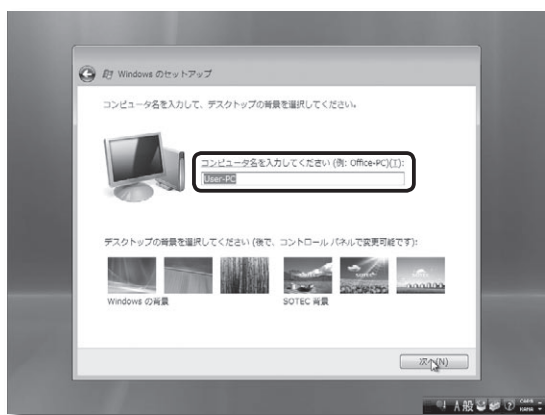 Windows のセットアップ
コンピュータ名を入力して、デスクトップの背景を選択してください。
コンピュータ名を入力してください (例: Office-PC)(T):
User-PC
デスクトップの背景を選択してください (後で、コントロール パネルで変更可能です):
Windows の背景
SOTEC 背景
次へ(N)
A 般
CAPS
KANA